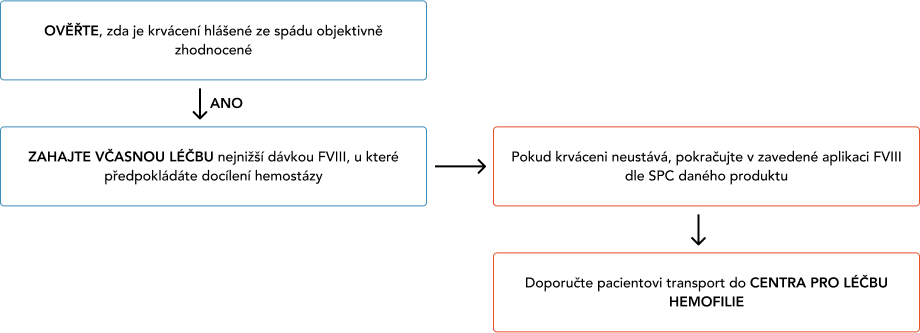 OVĚŘTE, zda je krvácení hlášené ze spádu objektivně
zhodnocené
ANO
ZAHAJTE VČASNOU LÉČBU nejnižší dávkou FVIII, u které
předpokládáte docílení hemostázy
Pokud krváceni neustává, pokračujte v zavedené aplikaci FVIII
dle SPC daného produktu
Doporučte pacientovi transport do CENTRA PRO LÉČBU
HEMOFILIE